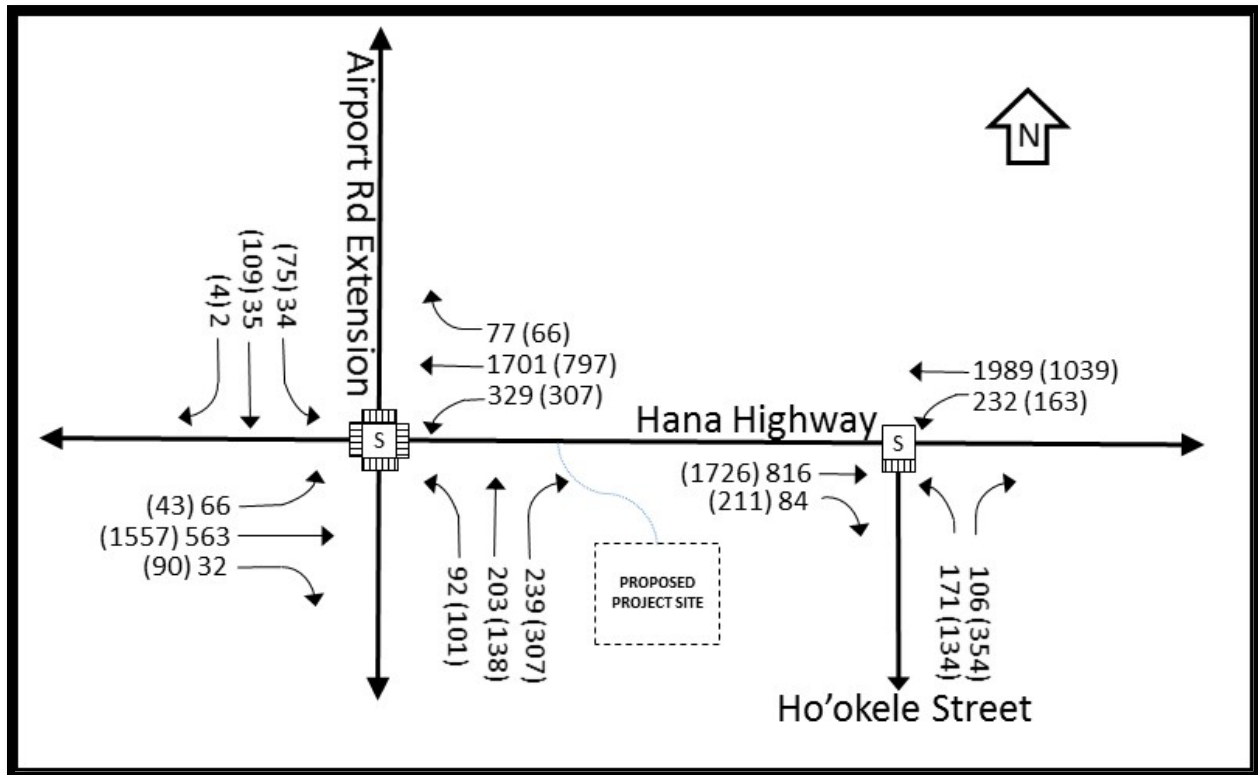 Airport Rd Extension
N
(4) 2
(109) 35
(75) 34
77 (66)
1701 (797)
329 (307)
1989 (1039)
232 (163)
Hana Highway
S
S
(43) 66
(1557) 563
(90) 32
(1726) 816
(211) 84
92 (101)
203 (138)
239 (307)
PROPOSED
PROJECT SITE
171 (134)
106 (354)
Ho'okele Street